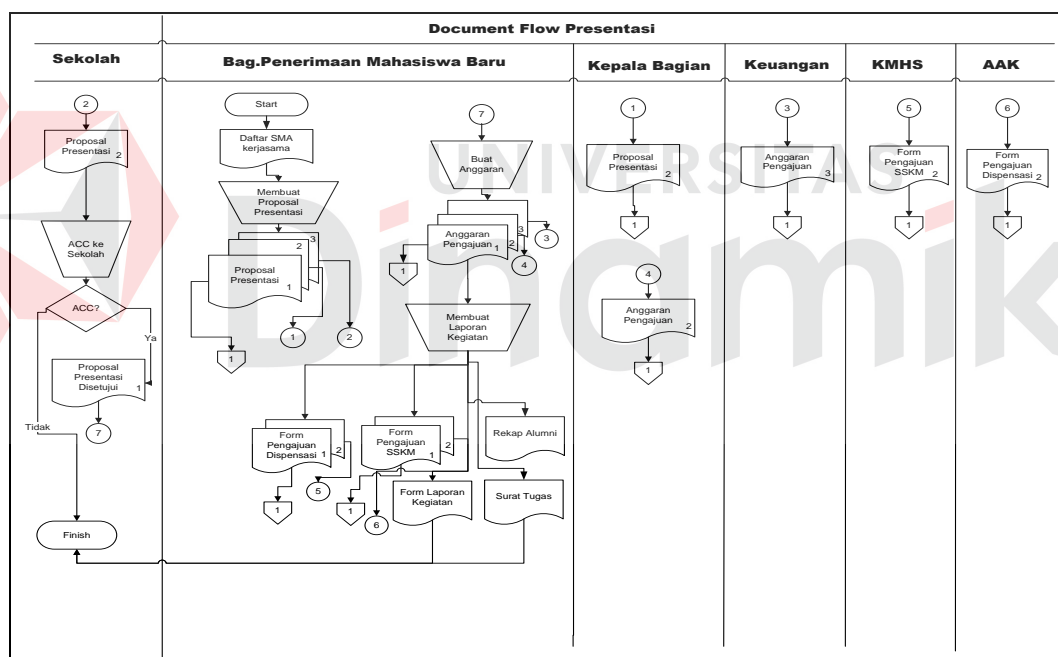 Document Flow Presentasi
Sekolah
Bag.Penerimaan Mahasiswa Baru
Kepala Bagian
Keuangan
KMHS
AAK
2
Proposal
Presentasi
2
ACC ke
Sekolah
ACC?
Ya
Proposal
Presentasi
Disetujui
1
7
Tidak
Finish
Start
Daftar SMA
kerjasama
Membuat
Proposal
Presentasi
3
2
Proposal
Presentasi
1
1
2
1
7
Buat
Anggaran
3
2
Anggaran
Pengajuan
1
1
4
3
Membuat
Laporan
Kegiatan
Form
Pengajuan
Dispensasi
1
2
1
5
Form
Pengajuan
SSKM
1
2
1
6
Rekap Alumni
Form Laporan
Kegiatan
Surat Tugas
1
Proposal
Presentasi
2
1
4
Anggaran
Pengajuan
2
1
3
Anggaran
Pengajuan
3
1
5
Form
Pengajuan
SSKM
2
1
6
Form
Pengajuan
Dispensasi
2
1
UNIVERSITAS
Dinamik